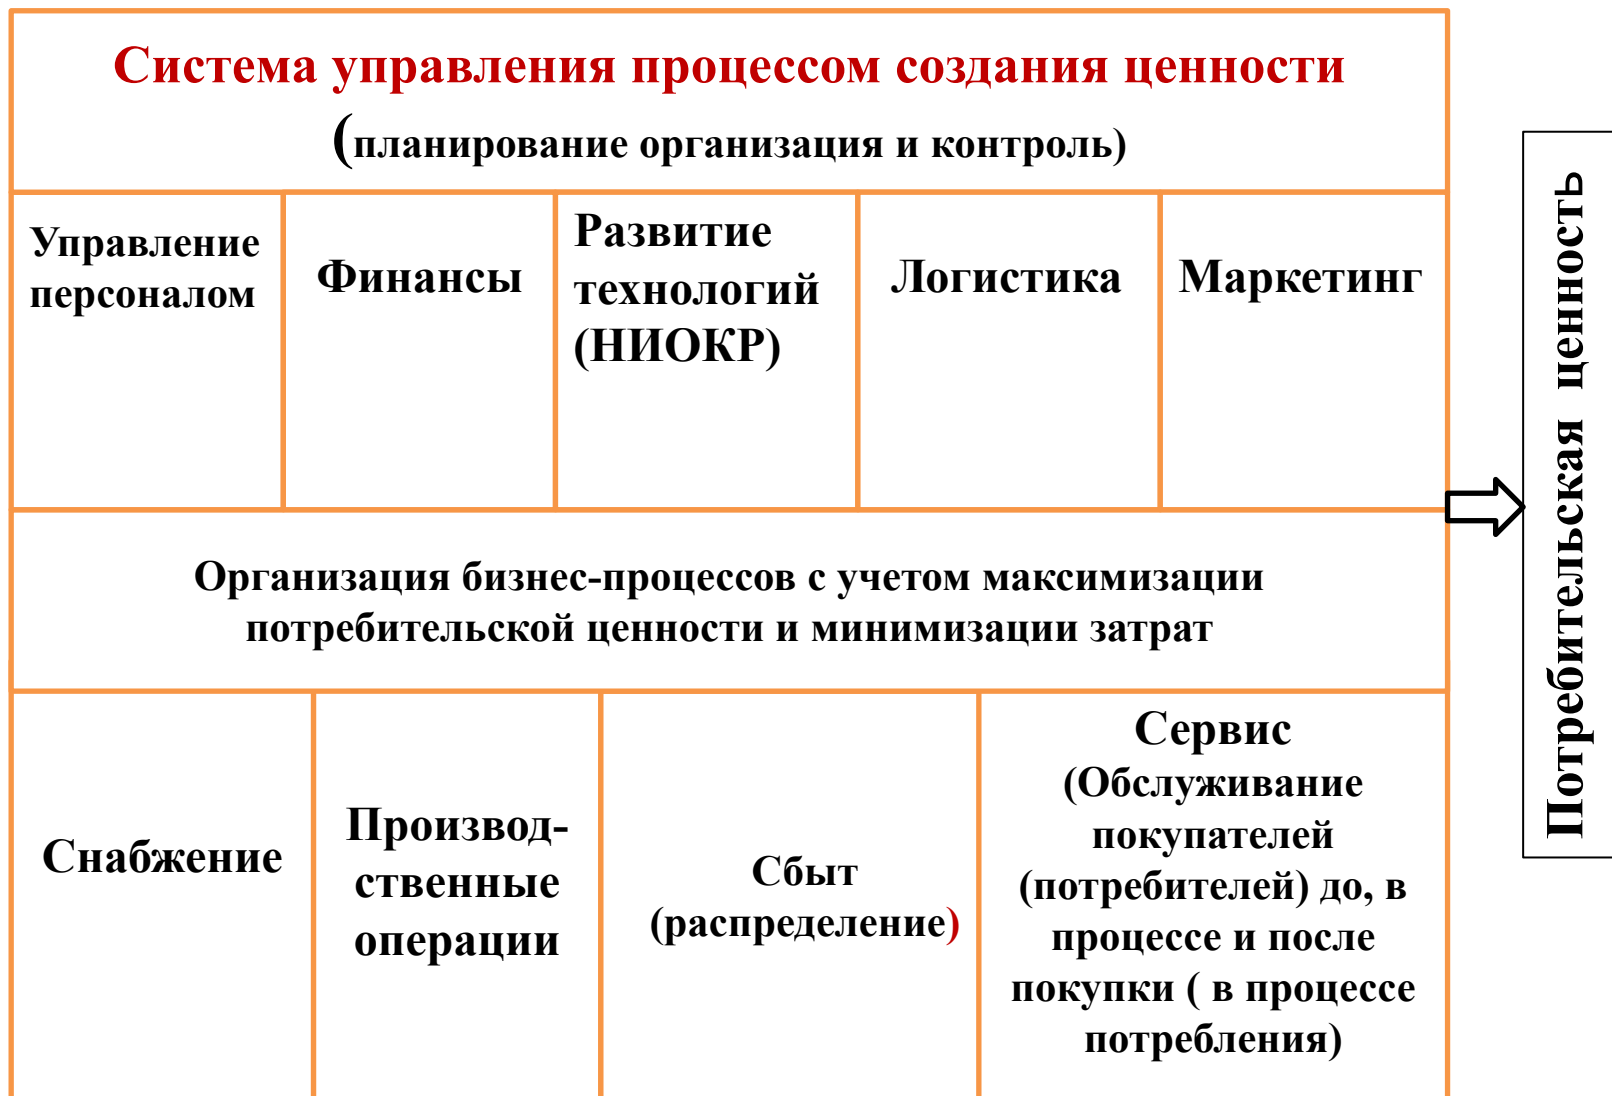 Система управления процессом создания ценности
(планирование организация и контроль)
Управление
персоналом
Финансы
Развитие
технологий
(НИОКР)
Логистика
Маркетинг
Организация бизнес-процессов с учетом максимизации
потребительской ценности и минимизации затрат
Снабжение
Производ-
ственные
операции
Сбыт
(распределение)
Сервис
(Обслуживание
покупателей
(потребителей) до, в
процессе и после
покупки ( в процессе
потребления)
Потребительская ценность